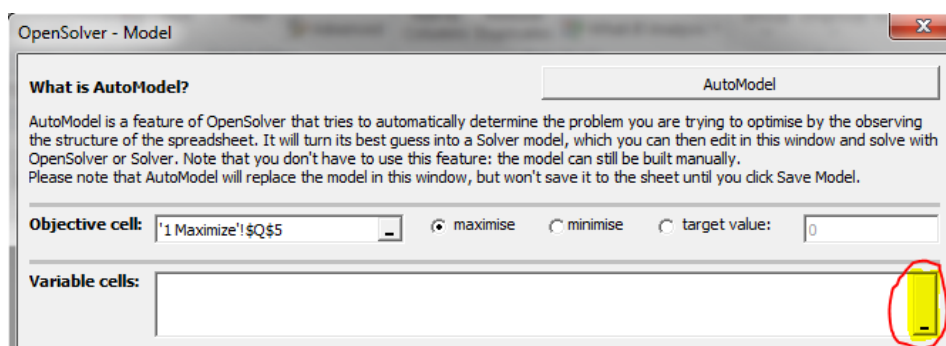 OpenSolver - Model
What is AutoModel?
AutoModel
AutoModel is a feature of OpenSolver that tries to automatically determine the problem you are trying to optimise by the observing
the structure of the spreadsheet. It will turn its best guess into a Solver model, which you can then edit in this window and solve with
OpenSolver or Solver. Note that you don't have to use this feature: the model can still be built manually.
Please note that AutoModel will replace the model in this window, but won't save it to the sheet until you click Save Model.
Objective cell: '1 Maximize'!$Q$5 maximise minimise target value: 0
Variable cells: